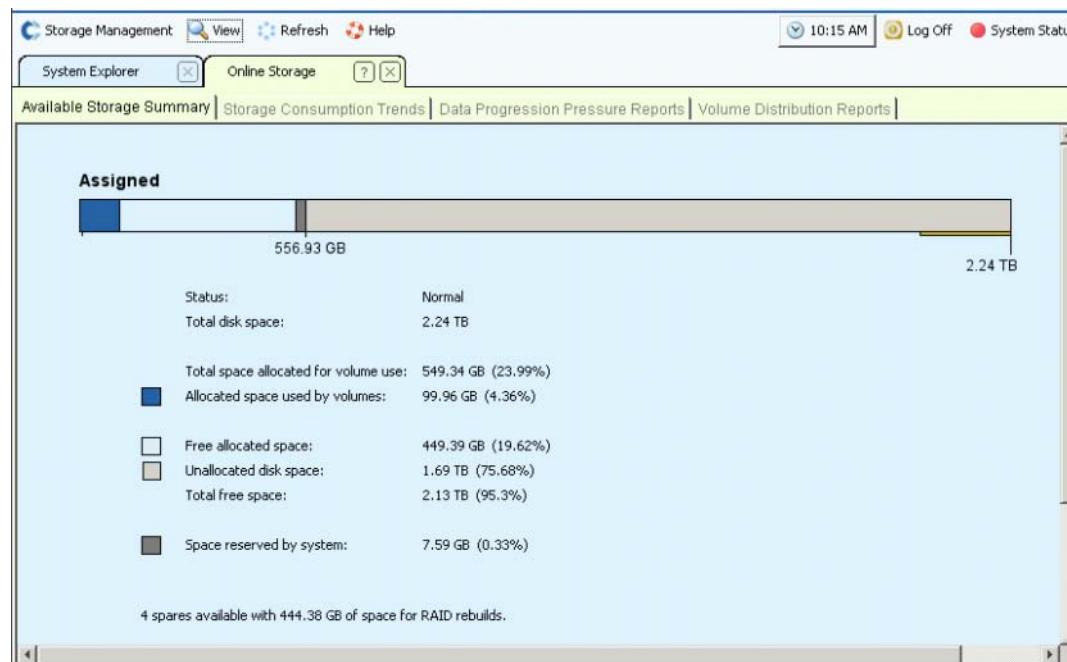 Storage Management View Refresh Help 10:15 AM Log Off System Statu
System Explorer Online Storage ?
Available Storage Summary Storage Consumption Trends Data Progression Pressure Reports Volume Distribution Reports
Assigned
556.93 GB
2.24 TB
Status: Normal
Total disk space: 2.24 TB
Total space allocated for volume use: 549.34 GB (23.99%)
Allocated space used by volumes: 99.96 GB (4.36%)
Free allocated space: 449.39 GB (19.62%)
Unallocated disk space: 1.69 TB (75.68%)
Total free space: 2.13 TB (95.3%)
Space reserved by system: 7.59 GB (0.33%)
4 spares available with 444.38 GB of space for RAID rebuilds.